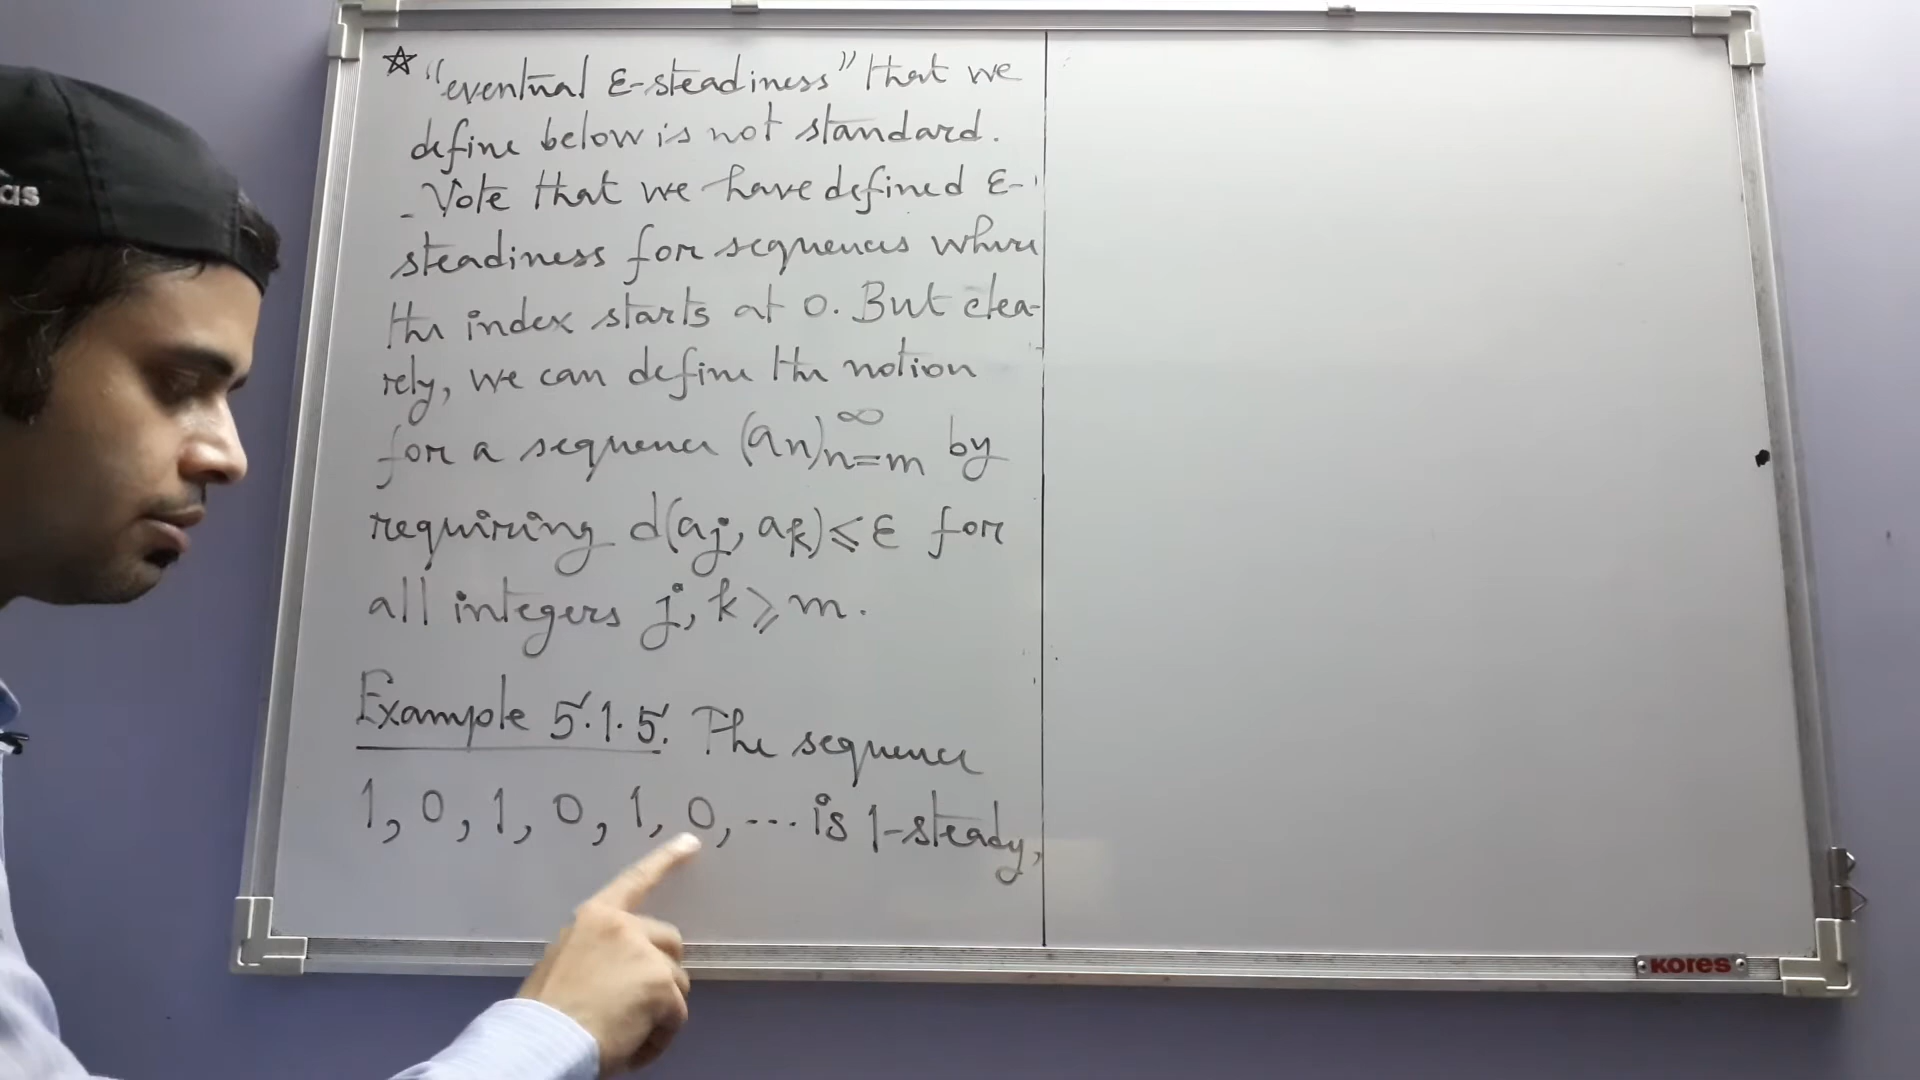 ☆ "eventual ε-steadiness" that we
define below is not standard.
- Note that we have defined ε-
steadiness for sequences where
the index starts at 0. But clea-
rely, we can define the notion
for a sequence (aₙ)ₙ₌ₘ^∞ by
requiring d(aⱼ, aₖ) ⩽ ε for
all integers j, k ⩾ m.
Example 5.1.5. The sequence
1, 0, 1, 0, 1, 0, ... is 1-steady,
Kores
as